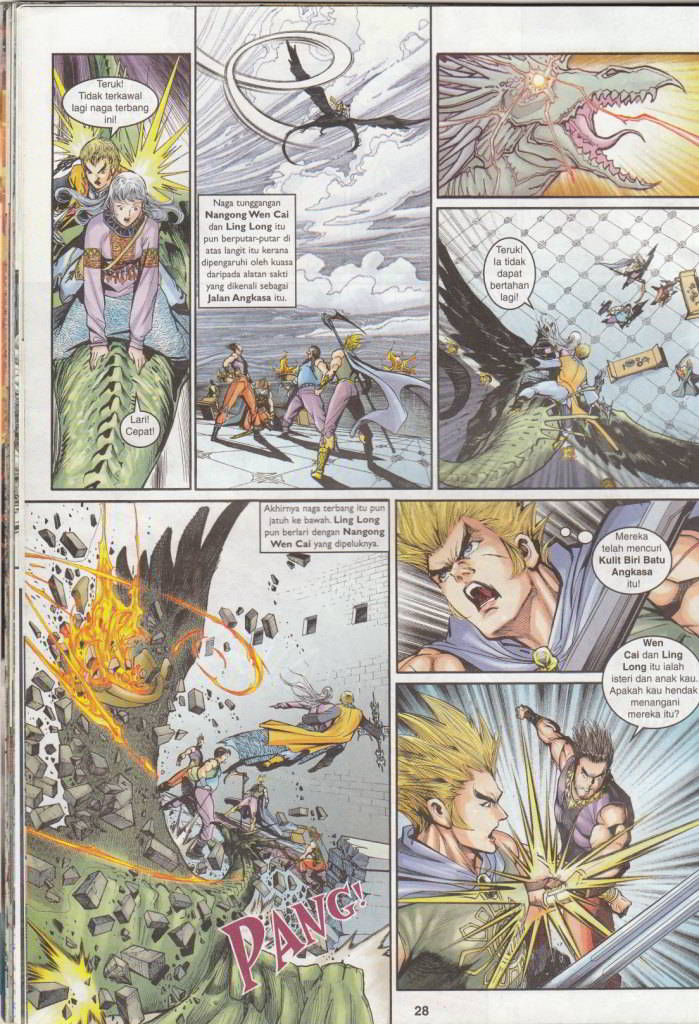 Teruk!
Tidak terkawal
lagi naga terbang
ini!
Lari!
Cepat!
Naga tunggangan
Nangong Wen Cai
dan Ling Long itu
pun berputar-putar di
atas langit itu kerana
dipengaruhi oleh kuasa
daripada alatan sakti
yang dikenali sebagai
Jalan Angkasa itu.
Teruk!
Ia tidak
dapat
bertahan
lagi!
Akhirnya naga terbang itu pun
jatuh ke bawah. Ling Long
pun berlari dengan Nangong
Wen Cai yang dipeluknya.
PANG!
Mereka
telah mencuri
Kulit Biri Batu
Angkasa
itu!
Wen
Cai dan Ling
Long itu ialah
isteri dan anak kau.
Apakah kau hendak
menangani
mereka itu?
28